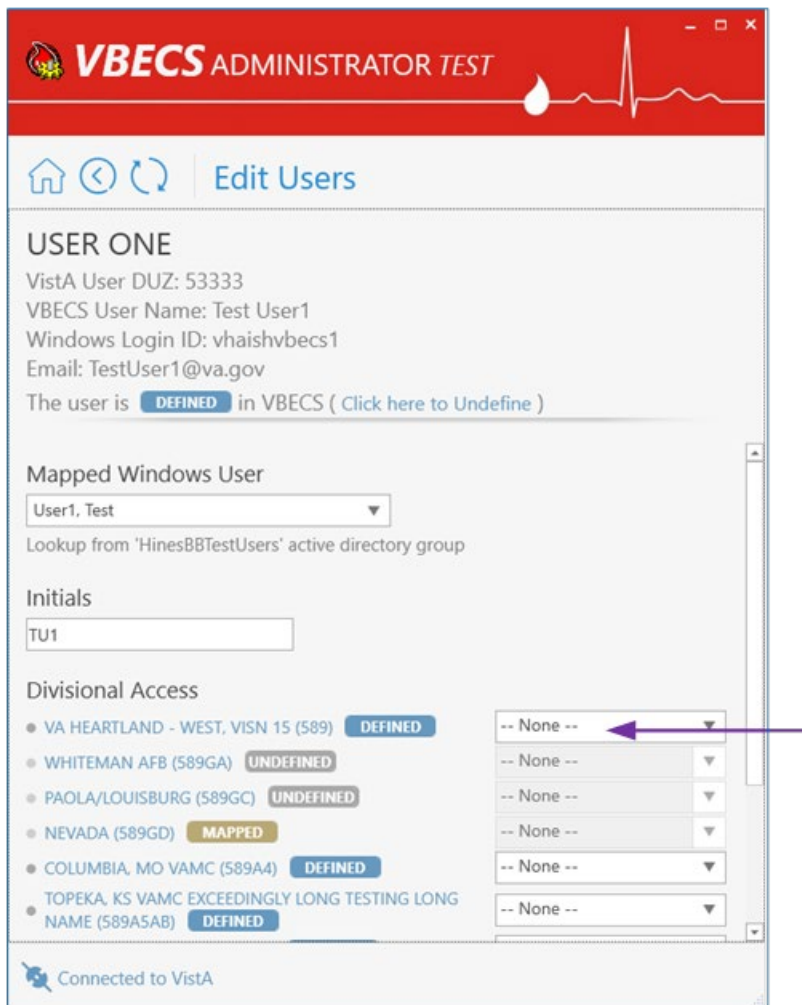 VBECS ADMINISTRATOR TEST
Edit Users
USER ONE
VistA User DUZ: 53333
VBECS User Name: Test User1
Windows Login ID: vhaishvbecs1
Email: TestUser1@va.gov
The user is DEFINED in VBECS ( Click here to Undefine )
Mapped Windows User
User1, Test
Lookup from 'HinesBBTestUsers' active directory group
Initials
TU1
Divisional Access
VA HEARTLAND - WEST, VISN 15 (589) DEFINED -- None --
WHITEMAN AFB (589GA) UNDEFINED -- None --
PAOLA/LOUISBURG (589GC) UNDEFINED -- None --
NEVADA (589GD) MAPPED -- None --
COLUMBIA, MO VAMC (589A4) DEFINED -- None --
TOPEKA, KS VAMC EXCEEDINGLY LONG TESTING LONG
NAME (589A5AB) DEFINED -- None --
Connected to VistA